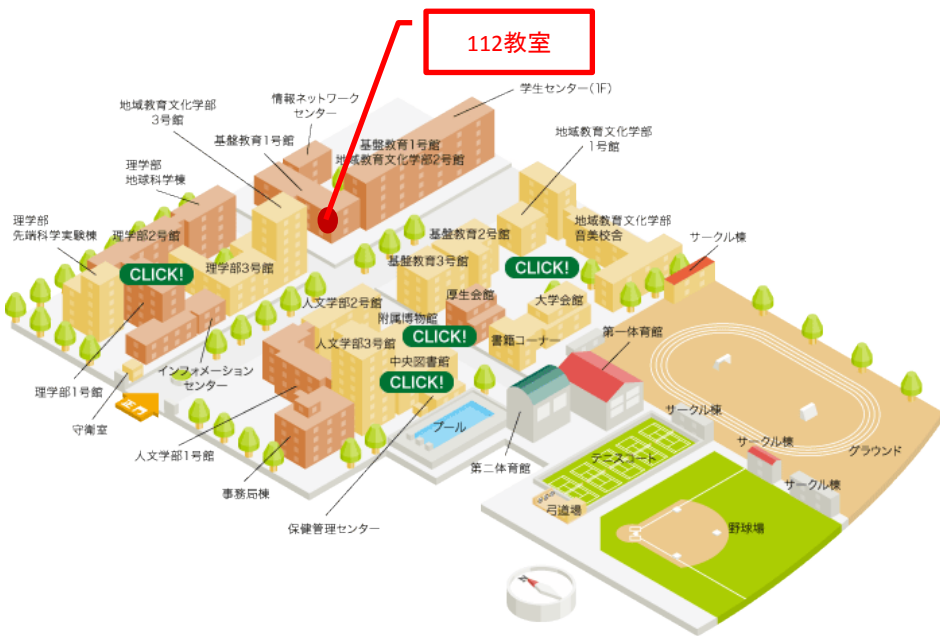 112教室
学生センター(1F)
情報ネットワーク
センター
地域教育文化学部
3号館
基盤教育1号館
基盤教育1号館
地域教育文化学部2号館
地域教育文化学部
1号館
理学部
地球科学棟
理学部
先端科学実験棟
理学部2号館
理学部3号館
CLICK!
基盤教育2号館
基盤教育3号館
地域教育文化学部
音美校舎
サークル棟
CLICK!
人文学部2号館
附属博物館
厚生会館
大学会館
人文学部3号館
CLICK!
書籍コーナー
第一体育館
中央図書館
CLICK!
インフォメーション
センター
理学部1号館
正門
守衛室
人文学部1号館
事務局棟
保健管理センター
プール
第二体育館
テニスコート
サークル棟
サークル棟
サークル棟
グラウンド
弓道場
野球場
N